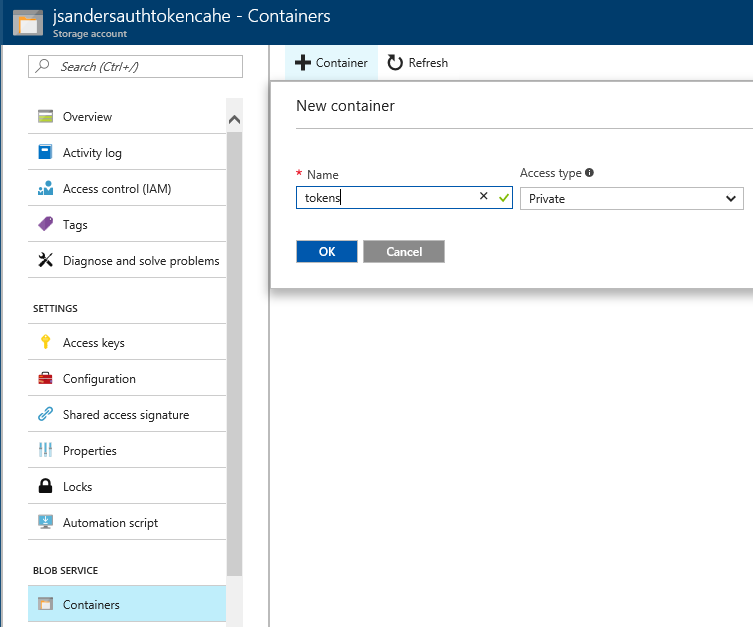 jsandersauthtokencahe - Containers
Storage account
Search (Ctrl+/)
Container
Refresh
New container
* Name
Access type
tokens
Private
OK
Cancel
Overview
Activity log
Access control (IAM)
Tags
Diagnose and solve problems
SETTINGS
Access keys
Configuration
Shared access signature
Properties
Locks
Automation script
BLOB SERVICE
Containers